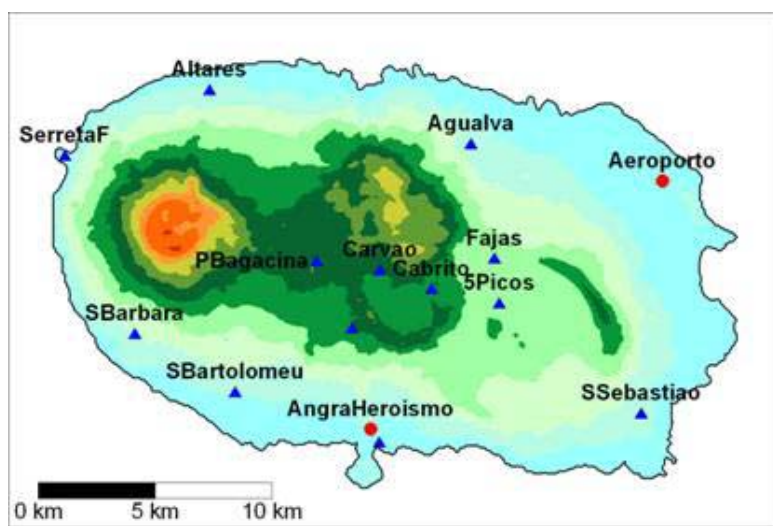 Altares
SerretaF
Agualva
Aeroporto
Fajas
Carvao
PBagacina
Cabrito
5Picos
SBarbara
SBartolomeu
AngraHeroismo
SSebastiao
0 km 5 km 10 km